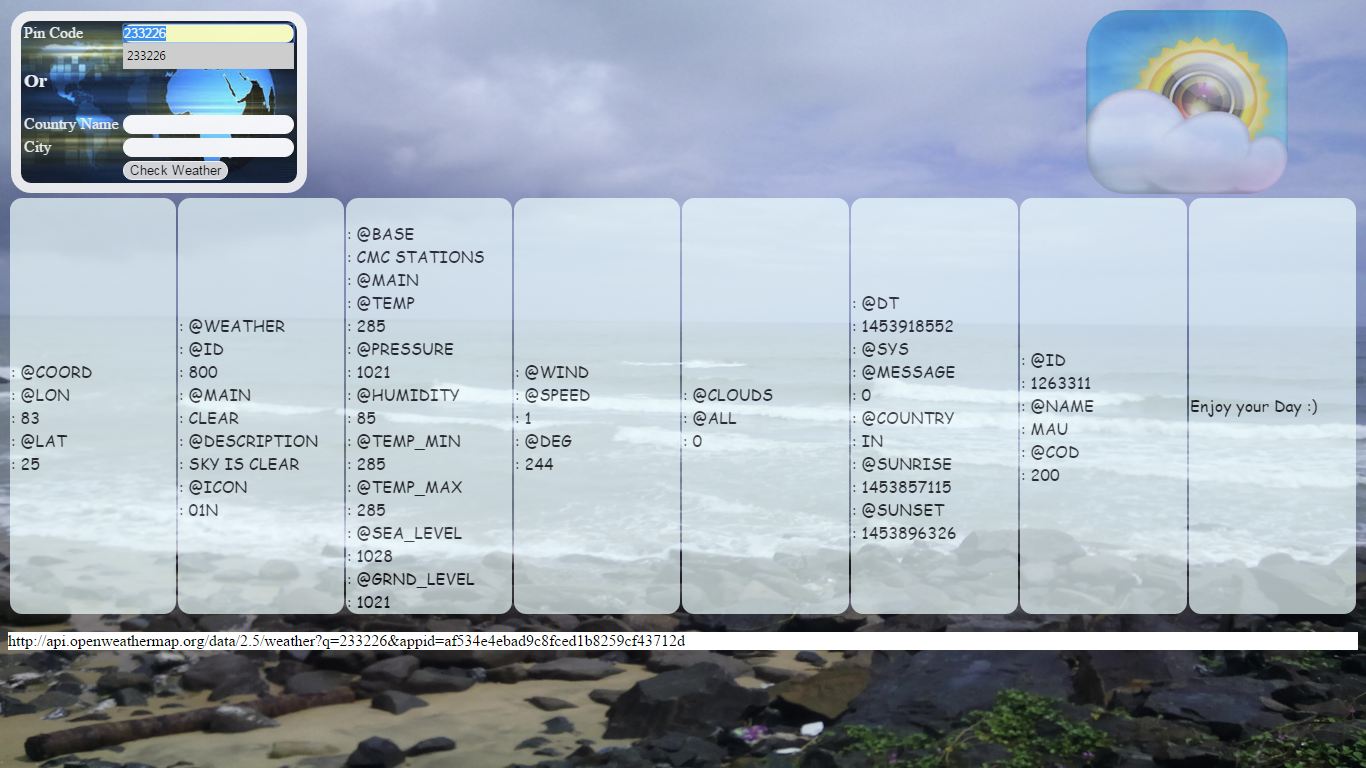 Pin Code 233226
233226
Or
Country Name
City
Check Weather
: @COORD
: @LON
: 83
: @LAT
: 25
: @WEATHER
: @ID
: 800
: @MAIN
: CLEAR
: @DESCRIPTION
: SKY IS CLEAR
: @ICON
: 01N
: @BASE
: CMC STATIONS
: @MAIN
: @TEMP
: 285
: @PRESSURE
: 1021
: @HUMIDITY
: 85
: @TEMP_MIN
: 285
: @TEMP_MAX
: 285
: @SEA_LEVEL
: 1028
: @GRND_LEVEL
: 1021
: @WIND
: @SPEED
: 1
: @DEG
: 244
: @CLOUDS
: @ALL
: 0
: @DT
: 1453918552
: @SYS
: @MESSAGE
: 0
: @COUNTRY
: IN
: @SUNRISE
: 1453857115
: @SUNSET
: 1453896326
: @ID
: 1263311
: @NAME
: MAU
: @COD
: 200
Enjoy your Day :)
http://api.openweathermap.org/data/2.5/weather?q=233226&appid=af534e4ebad9c8fced1b8259cf43712d